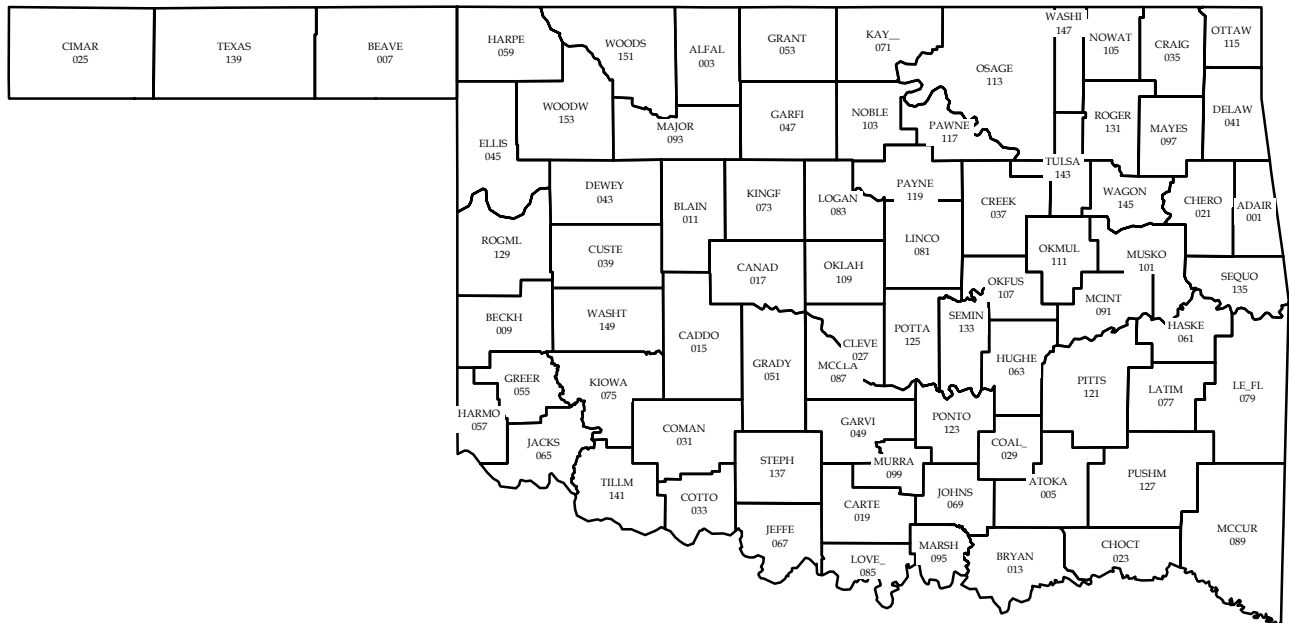 CIMAR
025
TEXAS
139
BEAVE
007
HARPE
059
WOODS
151
ALFAL
003
GRANT
053
KAY__
071
OSAGE
113
WASHI
147
NOWAT
105
CRAIG
035
OTTAW
115
ELLIS
045
WOODW
153
MAJOR
093
GARFI
047
NOBLE
103
PAWNE
117
ROGER
131
MAYES
097
DELAW
041
TULSA
143
DEWEY
043
BLAIN
011
KINGF
073
LOGAN
083
PAYNE
119
CREEK
037
WAGON
145
CHERO
021
ADAIR
001
ROGML
129
CUSTE
039
CANAD
017
OKLAH
109
LINCO
081
OKMUL
111
MUSKO
101
SEQUO
135
BECKH
009
WASHT
149
CADDO
015
GRADY
051
CLEVE
027
MCCLA
087
POTTA
125
SEMIN
133
OKFUS
107
MCINT
091
HASKE
061
HUGHE
063
GREER
055
KIOWA
075
HARMO
057
JACKS
065
COMAN
031
GARVI
049
PONTO
123
PITTS
121
LATIM
077
LE_FL
079
COAL_
029
TILLM
141
COTTO
033
STEPH
137
MURRA
099
JOHNS
069
ATOKA
005
PUSHM
127
CARTE
019
JEFFE
067
LOVE_
085
MARSH
095
BRYAN
013
CHOCT
023
MCCUR
089